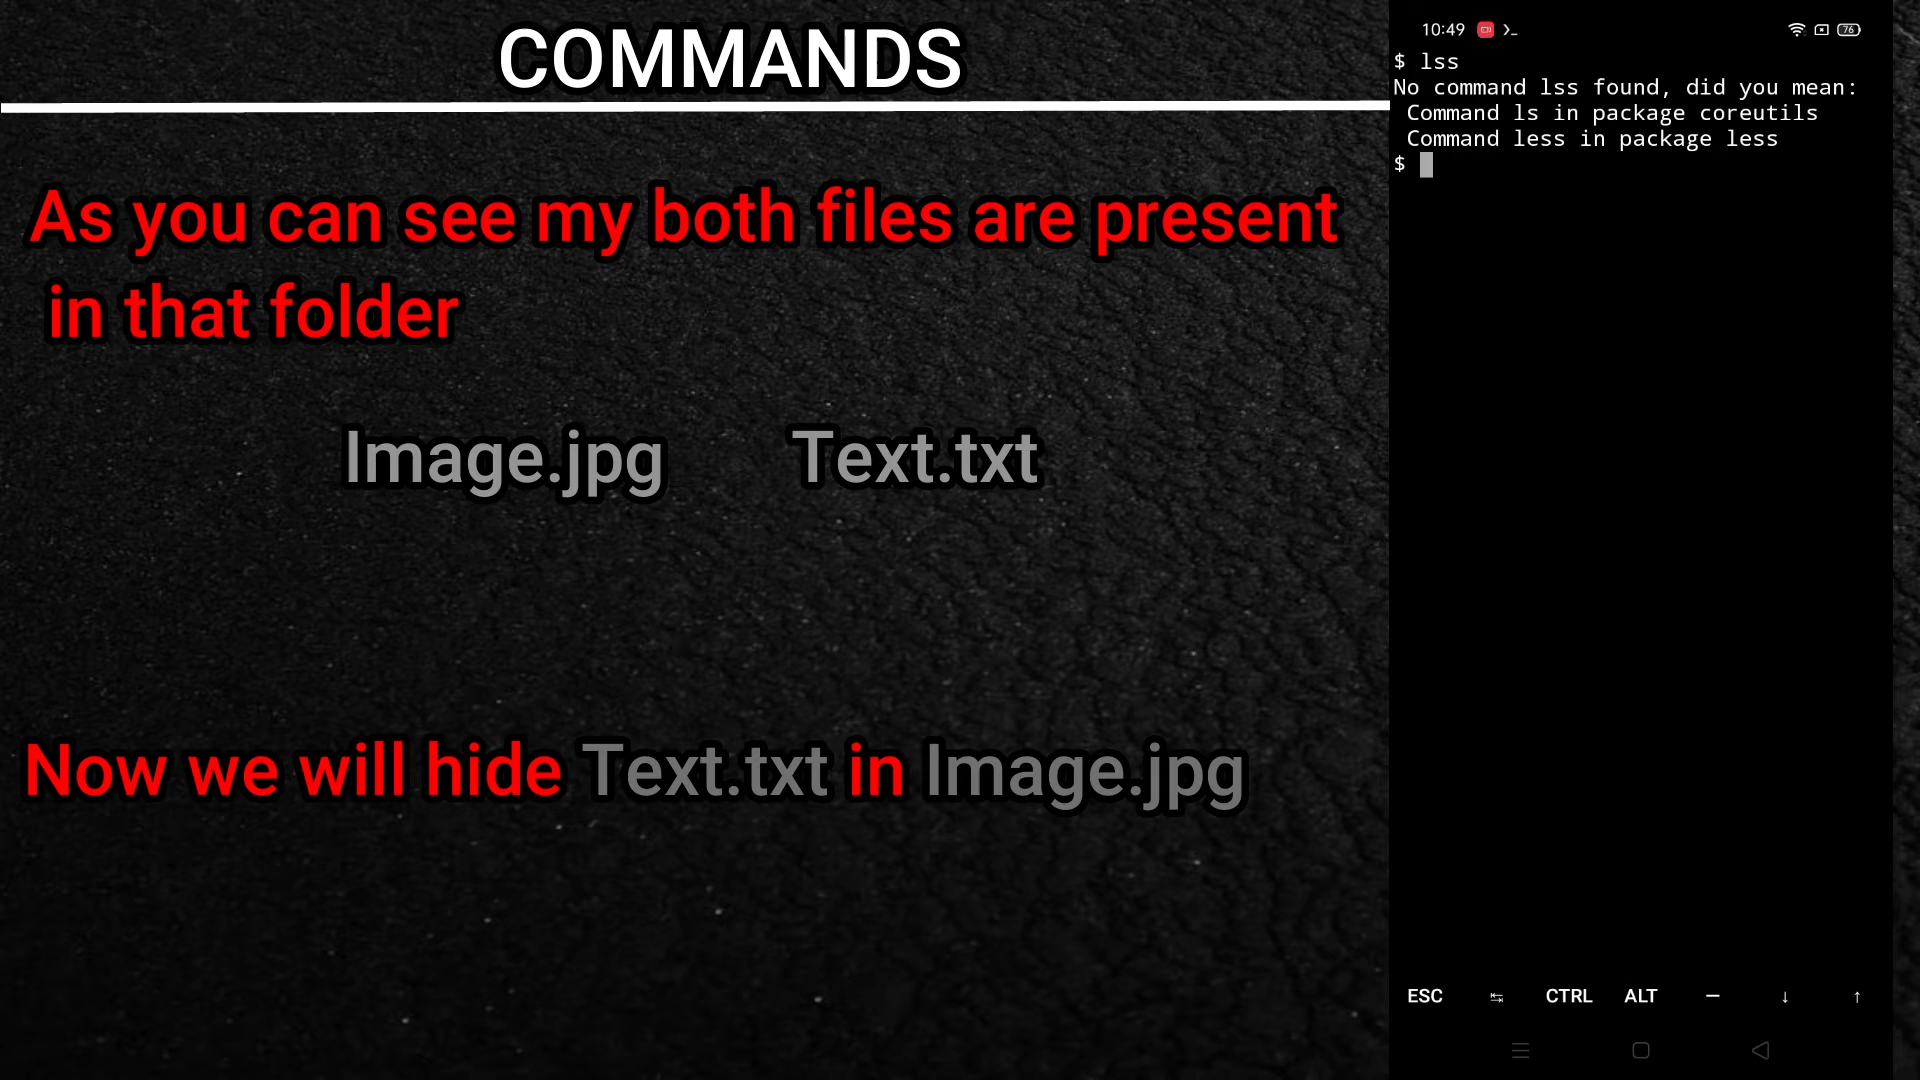 COMMANDS
As you can see my both files are present
in that folder
Image.jpg Text.txt
Now we will hide Text.txt in Image.jpg
10:49
76
$ lss
No command lss found, did you mean:
Command ls in package coreutils
Command less in package less
$
ESC ⇆ CTRL ALT — ↓ ↑